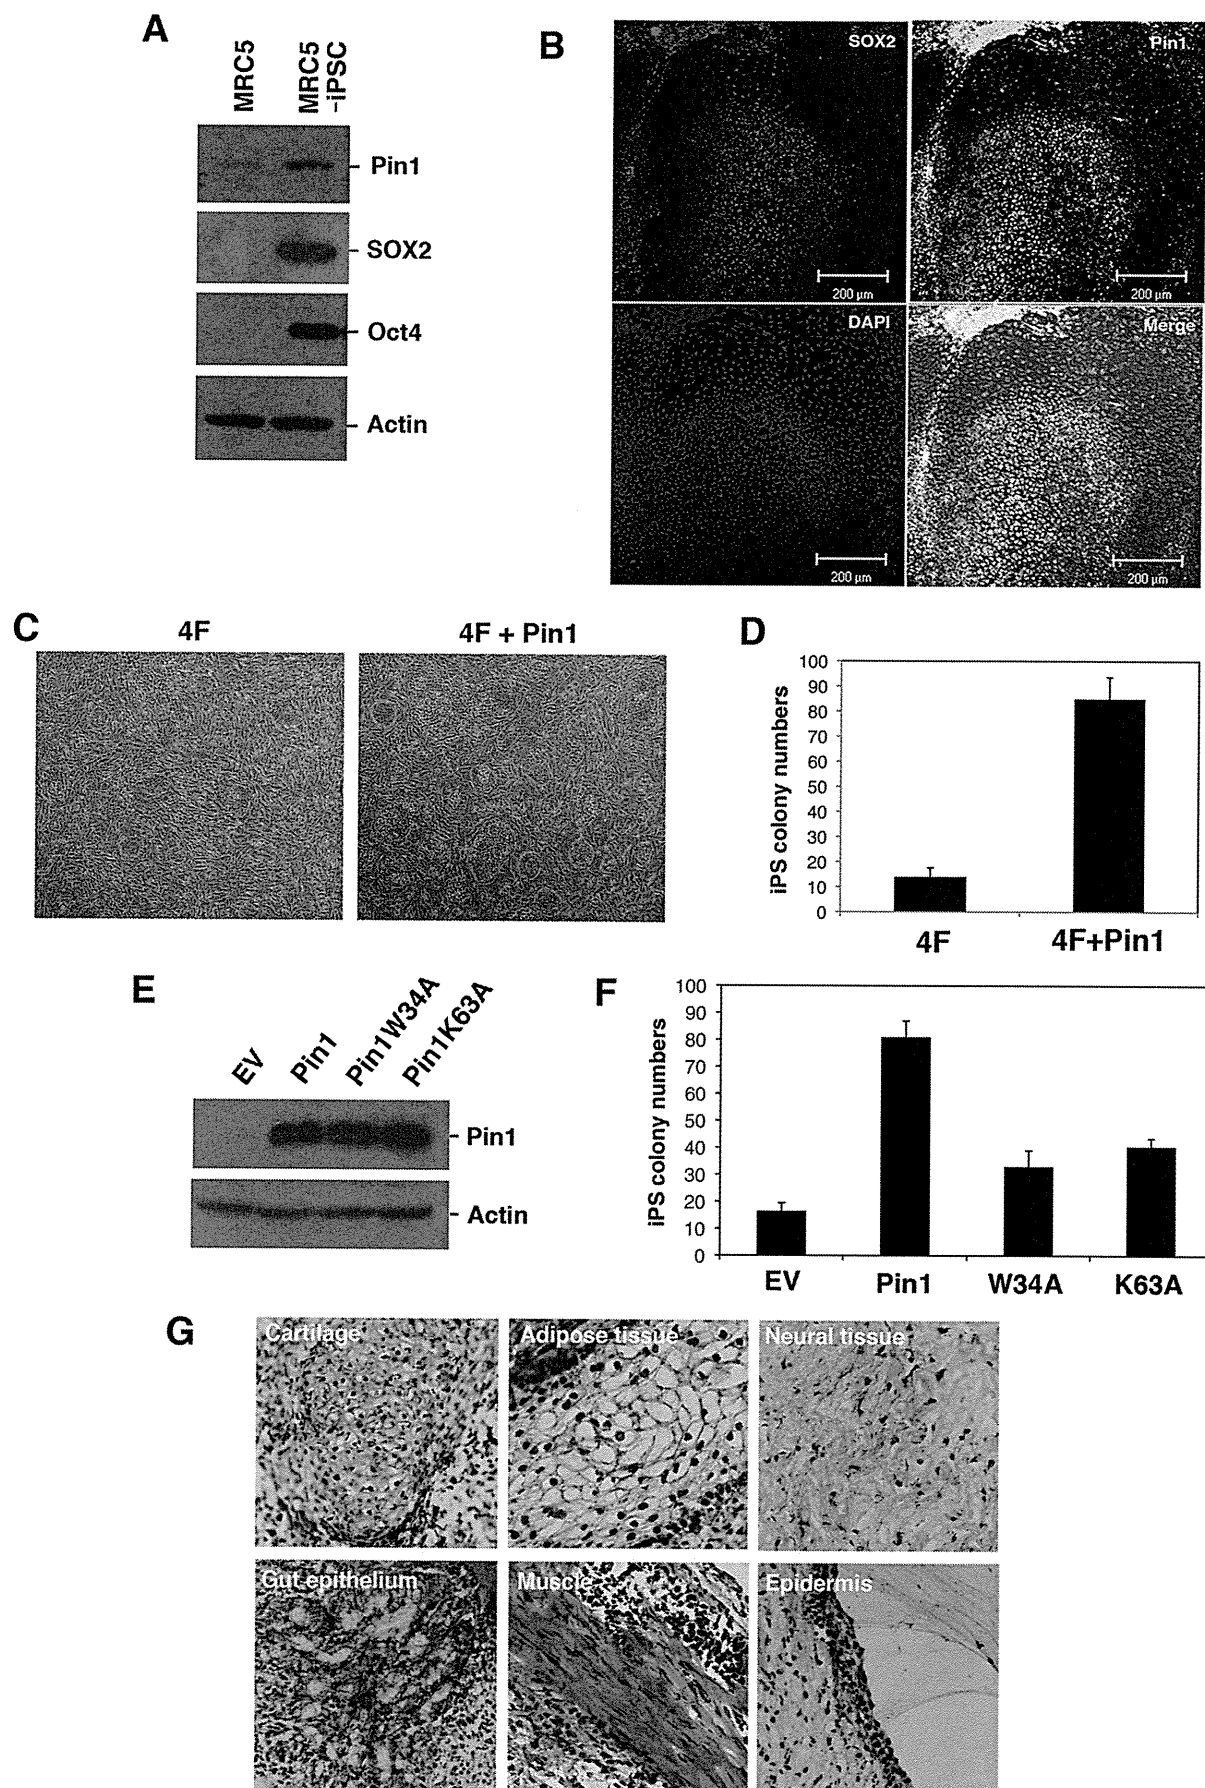 A
MRC5
MRC5
-iPSC
Pin1
SOX2
Oct4
Actin
B
SOX2
200 µm
Pin1
200 µm
DAPI
200 µm
Merge
200 µm
C
4F
4F + Pin1
D
iPS colony numbers
100
90
80
70
60
50
40
30
20
10
0
4F
4F+Pin1
E
EV
Pin1
Pin1W34A
Pin1K63A
Pin1
Actin
F
iPS colony numbers
100
90
80
70
60
50
40
30
20
10
0
EV
Pin1
W34A
K63A
G
Cartilage
Adipose tissue
Neural tissue
Gut epithelium
Muscle
Epidermis